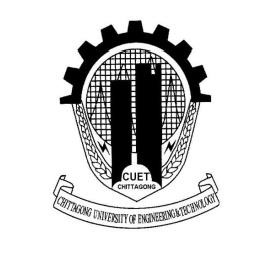 CUET
CHITTAGONG
CHITTAGONG UNIVERSITY OF ENGINEERING & TECHNOLOGY